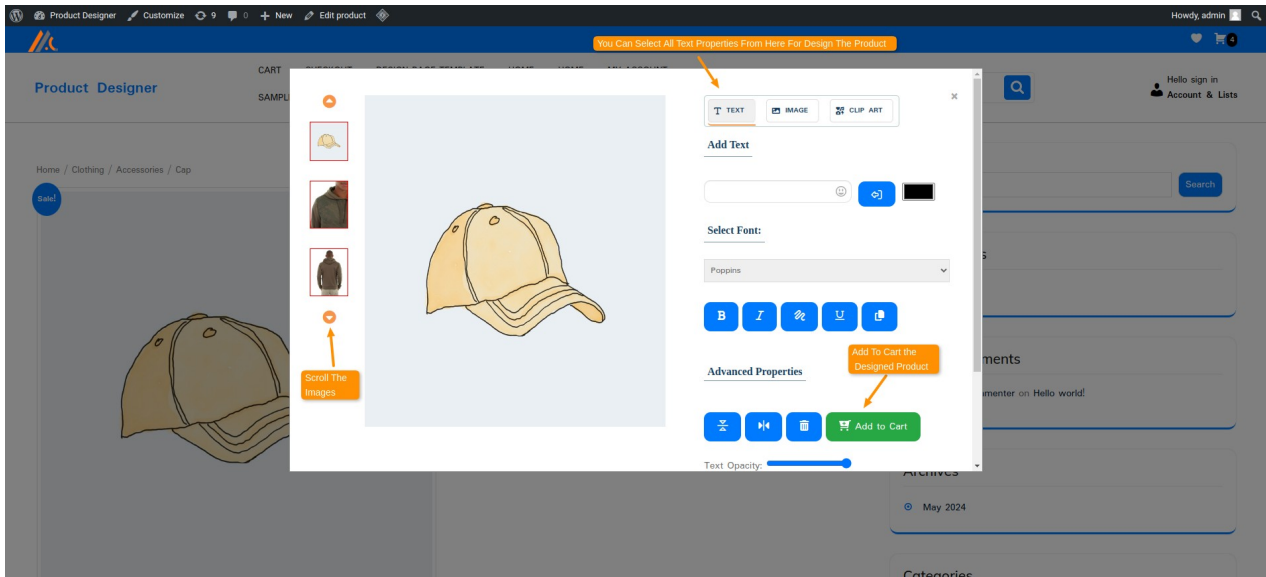 Product Designer
Customize
9
0
New
Edit product
Howdy, admin
You Can Select All Text Properties From Here For Design The Product
4
Product Designer
CART
SAMPL
Hello sign in
Account & Lists
TEXT
IMAGE
CLIP ART
×
Add Text
Home / Clothing / Accessories / Cap
Sale!
Search
Select Font:
Poppins
B
I
U
Scroll The
Images
Add To Cart the
Designed Product
Advanced Properties
Add to Cart
Text Opacity:
ments
menter on Hello world!
Archives
May 2024
Categories